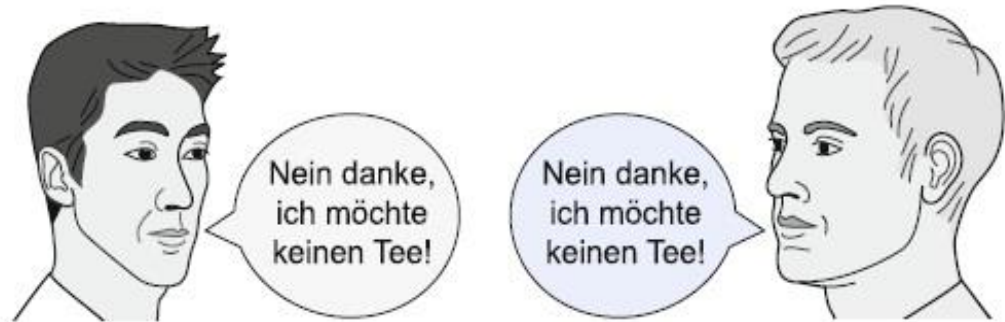 Nein danke,
ich möchte
keinen Tee!
Nein danke,
ich möchte
keinen Tee!